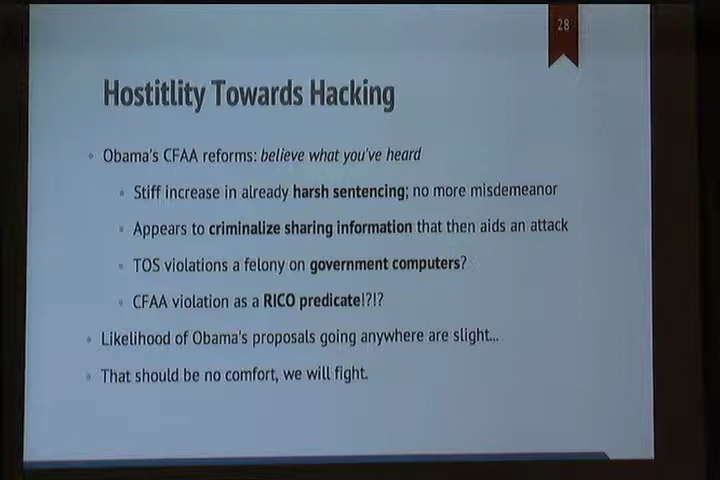 28
Hostitlity Towards Hacking
Obama's CFAA reforms: believe what you've heard
Stiff increase in already harsh sentencing; no more misdemeanor
Appears to criminalize sharing information that then aids an attack
TOS violations a felony on government computers?
CFAA violation as a RICO predicate!?!?
Likelihood of Obama's proposals going anywhere are slight...
That should be no comfort, we will fight.